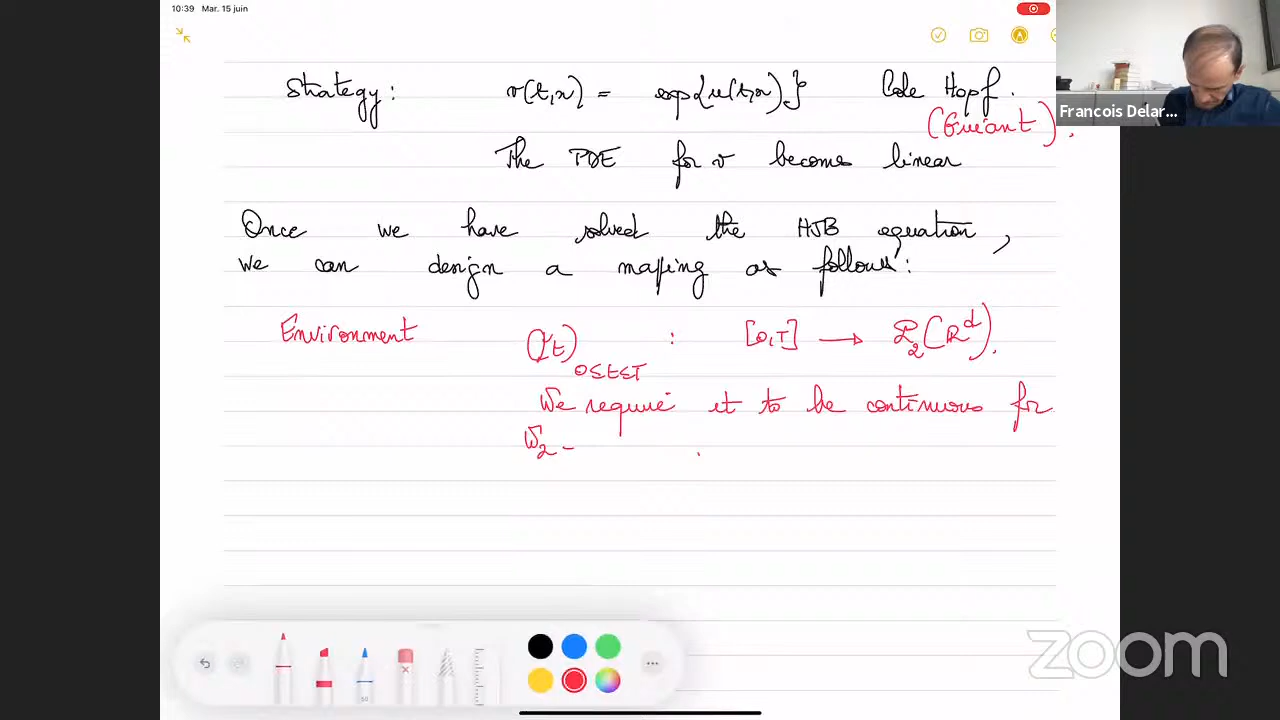 10:39 Mar. 15 juin
Strategy: v(t,x) = exp{u(t,x)} Cole Hopf.
(Guéant).
Francois Delar...
The PDE for v becomes linear
Once we have solved the HJB equation,
we can design a mapping as follows:
Environment (μt)0≤t≤T : [0,T] → P2(Rd).
We require it to be continuous for
W2 -
50
zoom